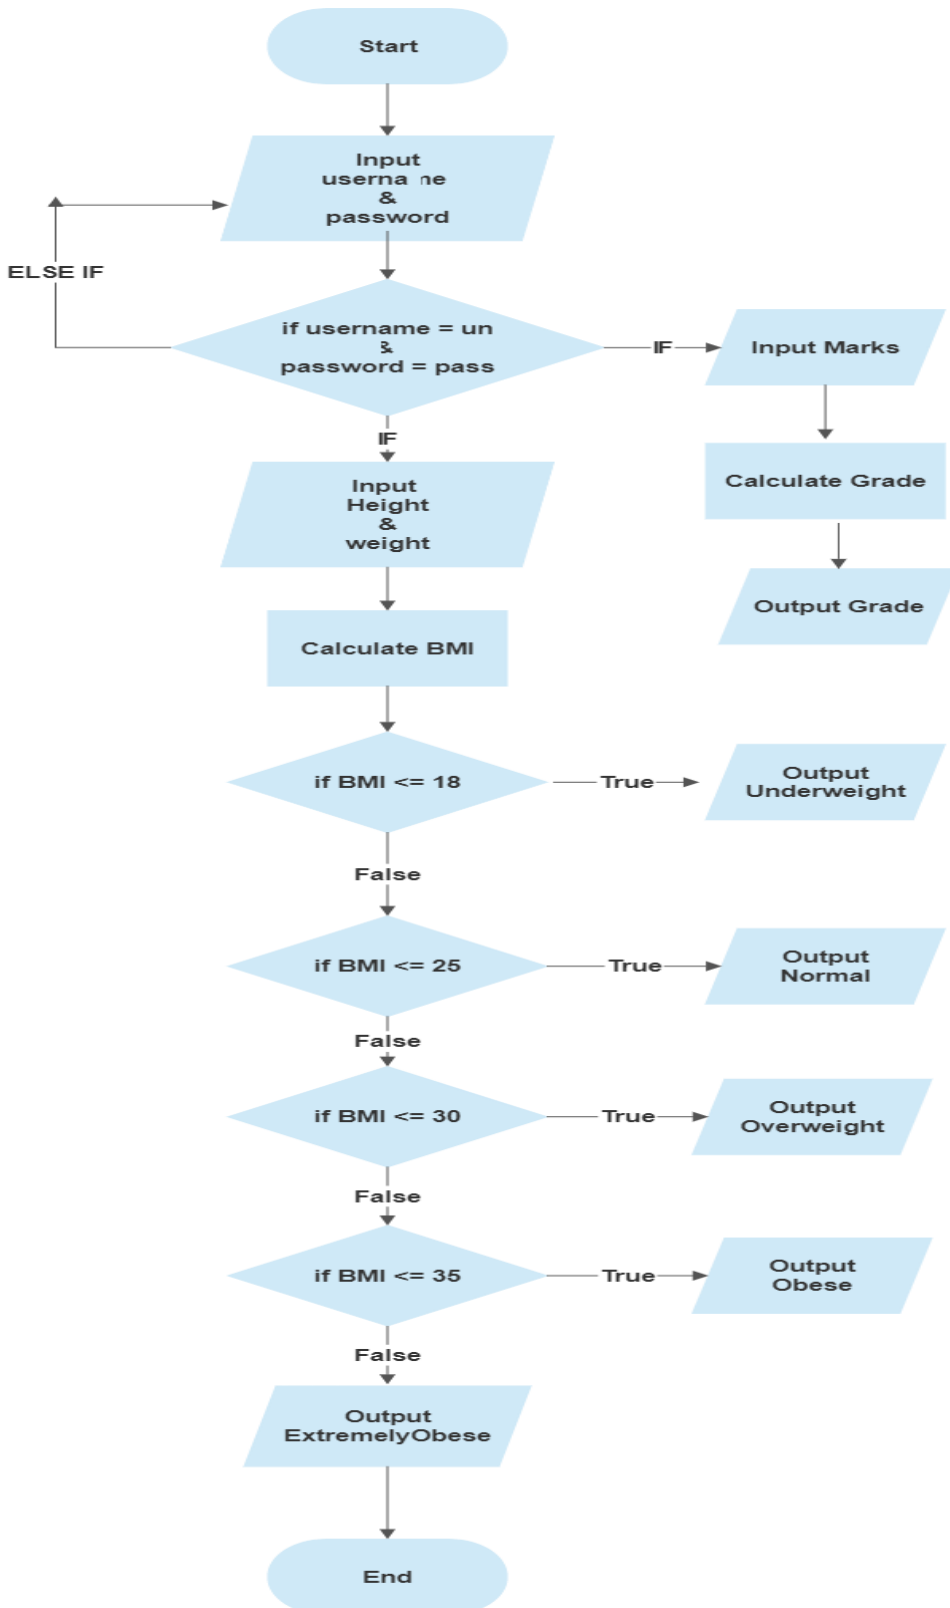 Start
Input
&
password
ELSE IF
if username = un
&
password = pass
IF
Input Marks
IF
Input
Height
&
weight
Calculate Grade
Output Grade
Calculate BMI
if BMI <= 18
True
Output
Underweight
False
if BMI <= 25
True
Output
Normal
False
if BMI <= 30
True
Output
Overweight
False
if BMI <= 35
True
Output
Obese
False
Output
ExtremelyObese
End